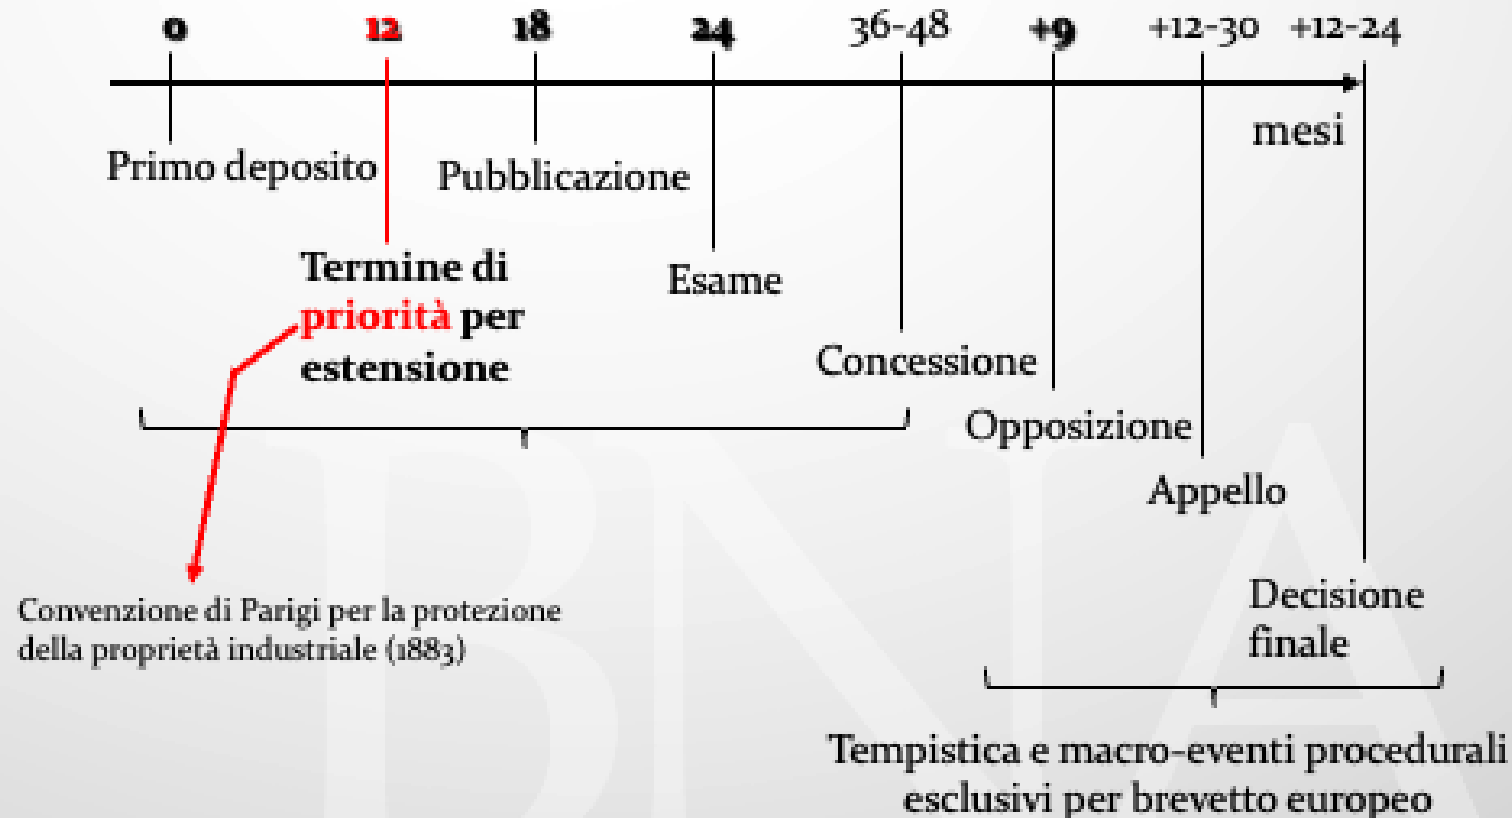 0 12 18 24 36-48 +9 +12-30 +12-24
mesi
Primo deposito
Pubblicazione
Termine di
priorità per
estensione
Esame
Concessione
Opposizione
Appello
Decisione
finale
Convenzione di Parigi per la protezione
della proprietà industriale (1883)
Tempistica e macro-eventi procedurali
esclusivi per brevetto europeo
BNA